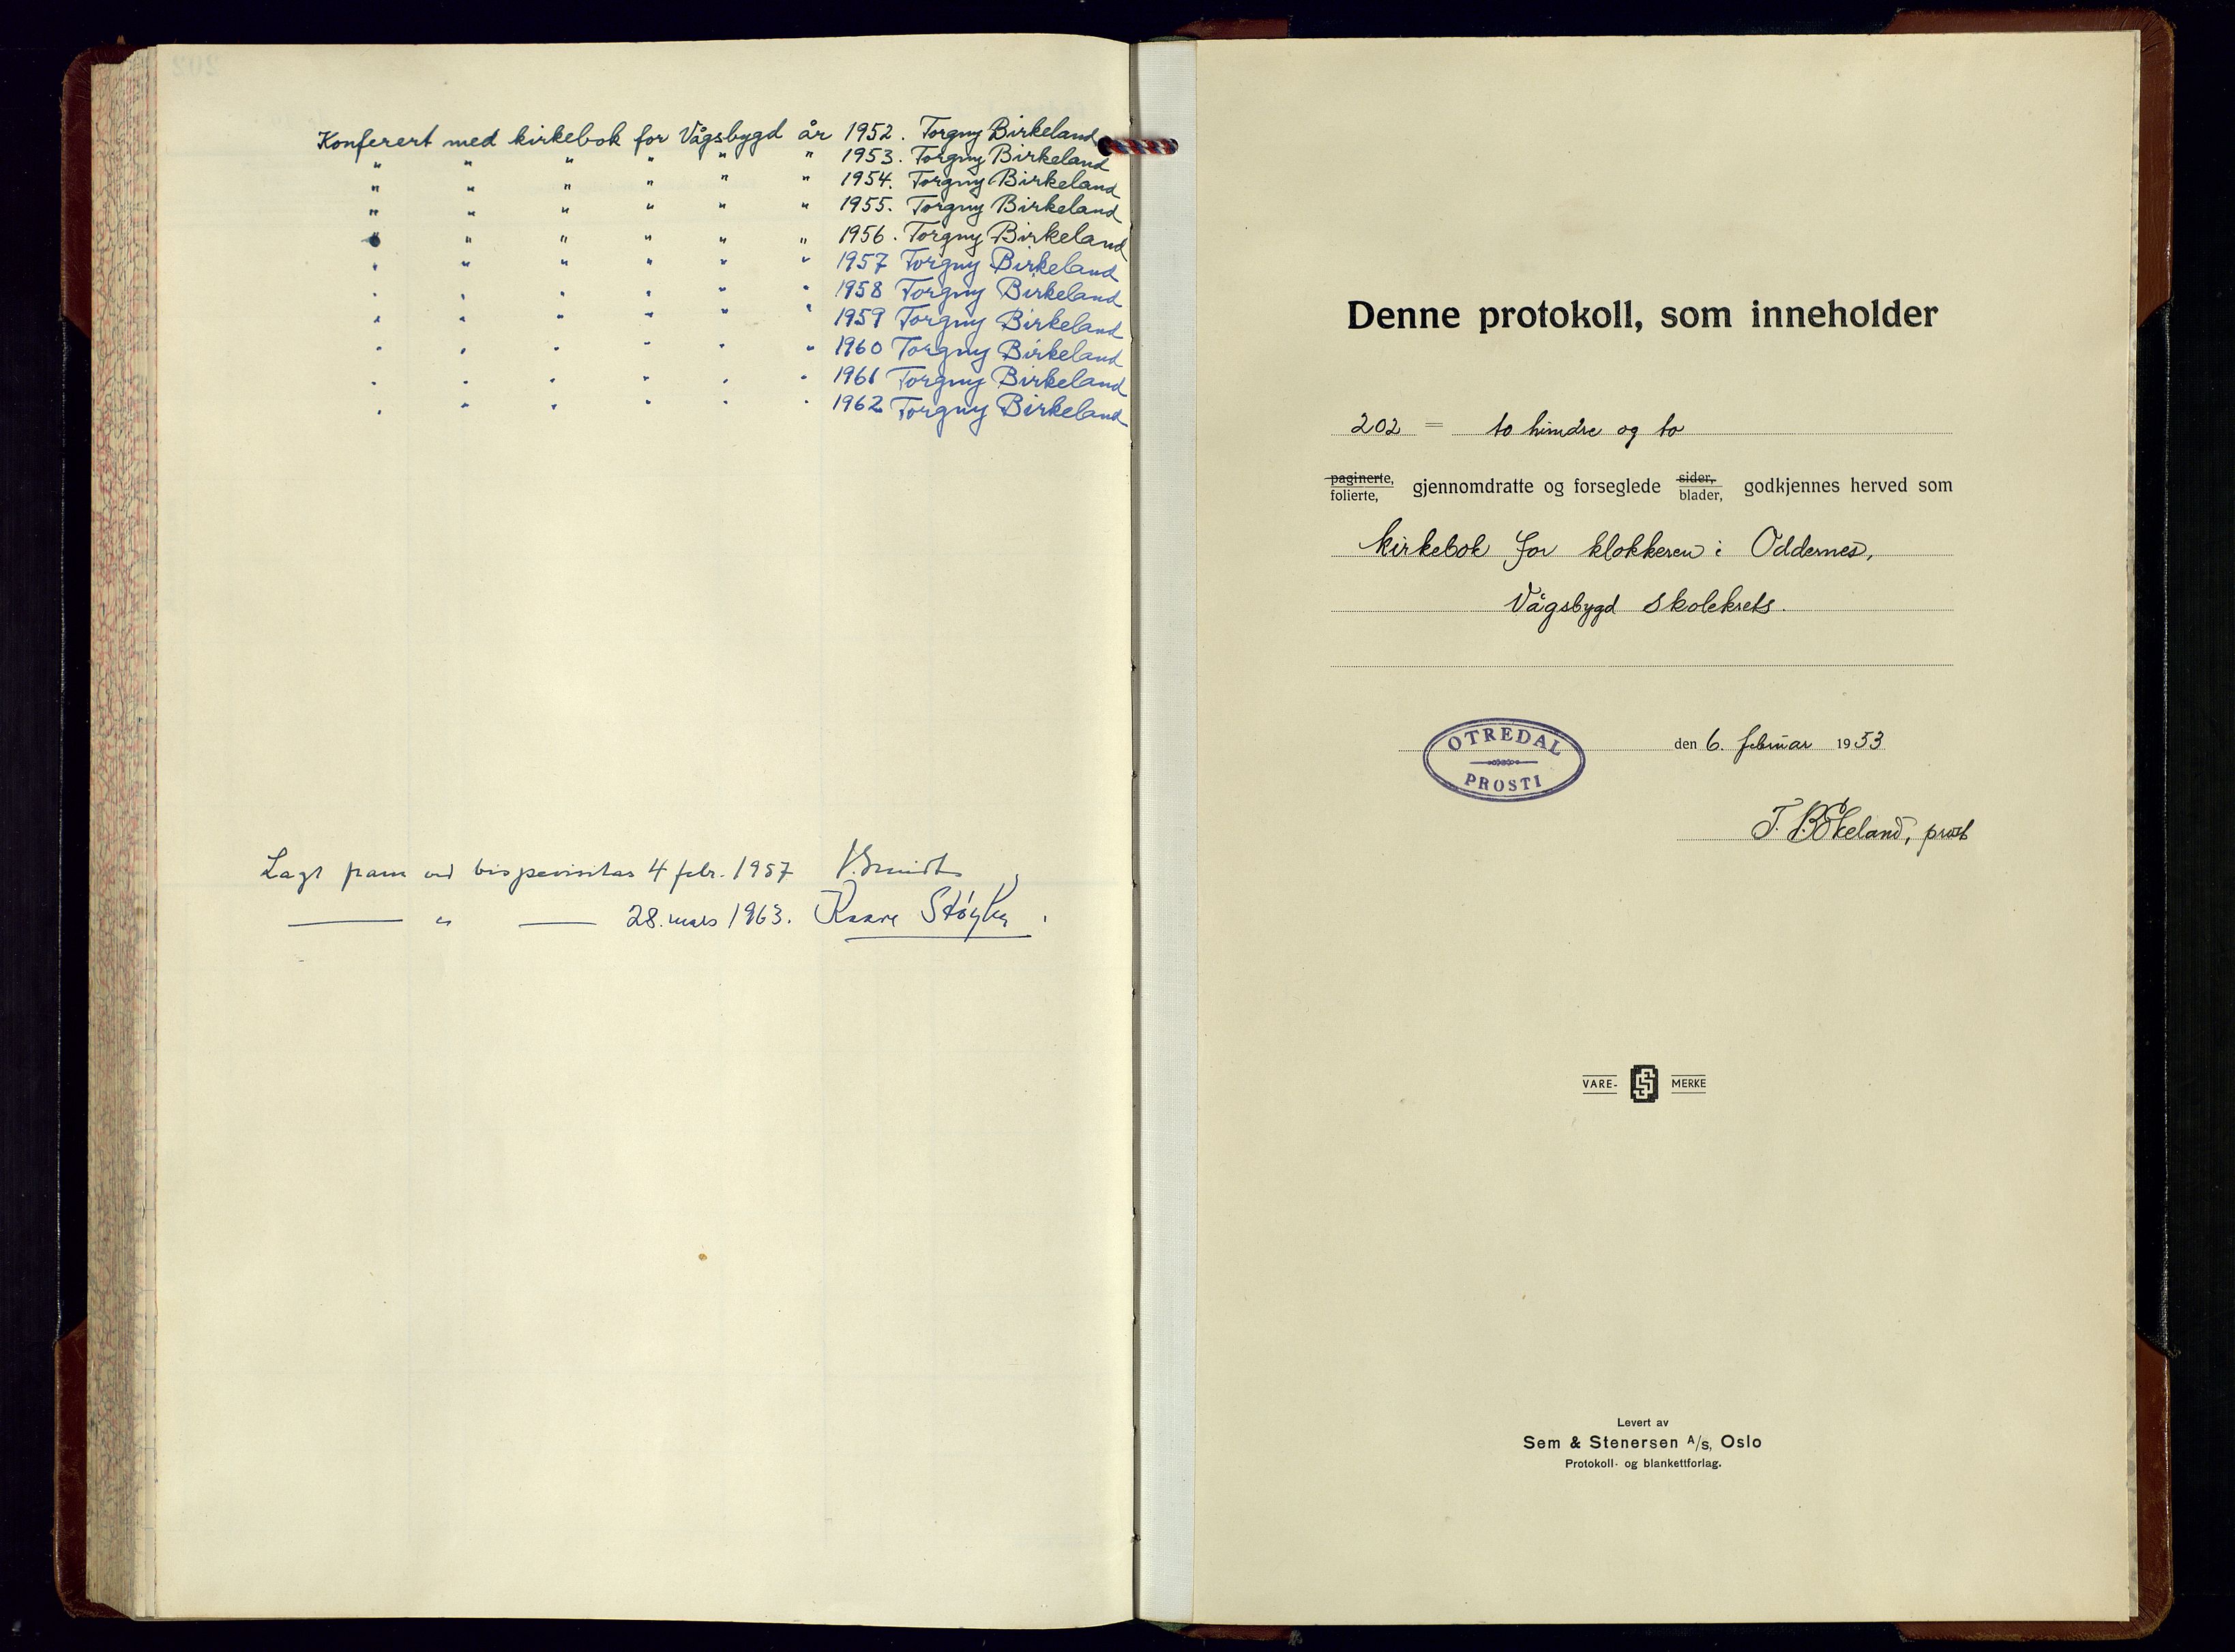 Konferert med kirkebok for Vågsbygd år 1952. Torgny Birkeland
" " " " " " 1953. Torgny Birkeland
" " " " " " 1954. Torgny Birkeland
" " " " " " 1955. Torgny Birkeland
" " " " " " 1956. Torgny Birkeland
" " " " " " 1957 Torgny Birkeland
" " " " " " 1958 Torgny Birkeland
" " " " " " 1959 Torgny Birkeland
" " " " " " 1960 Torgny Birkeland
" " " " " " 1961 Torgny Birkeland
" " " " " " 1962 Torgny Birkeland
Lagt fram ved bispevisitas 4 febr. 1957 J. Smidt
— " — 28. mars 1963. Kaare Støylen.
Denne protokoll, som inneholder
202 = to hundre og to
paginerte, folierte, gjennomdratte og forseglede sider, blader, godkjennes herved som
kirkebok for klokkeren i Oddernes,
Vågsbygd skolekrets.
OTREDAL
PROSTI
den 6. februar 1953
T. B. Økeland, prost
VARE- MERKE
Levert av
Sem & Stenersen A/s, Oslo
Protokoll- og blankettforlag.